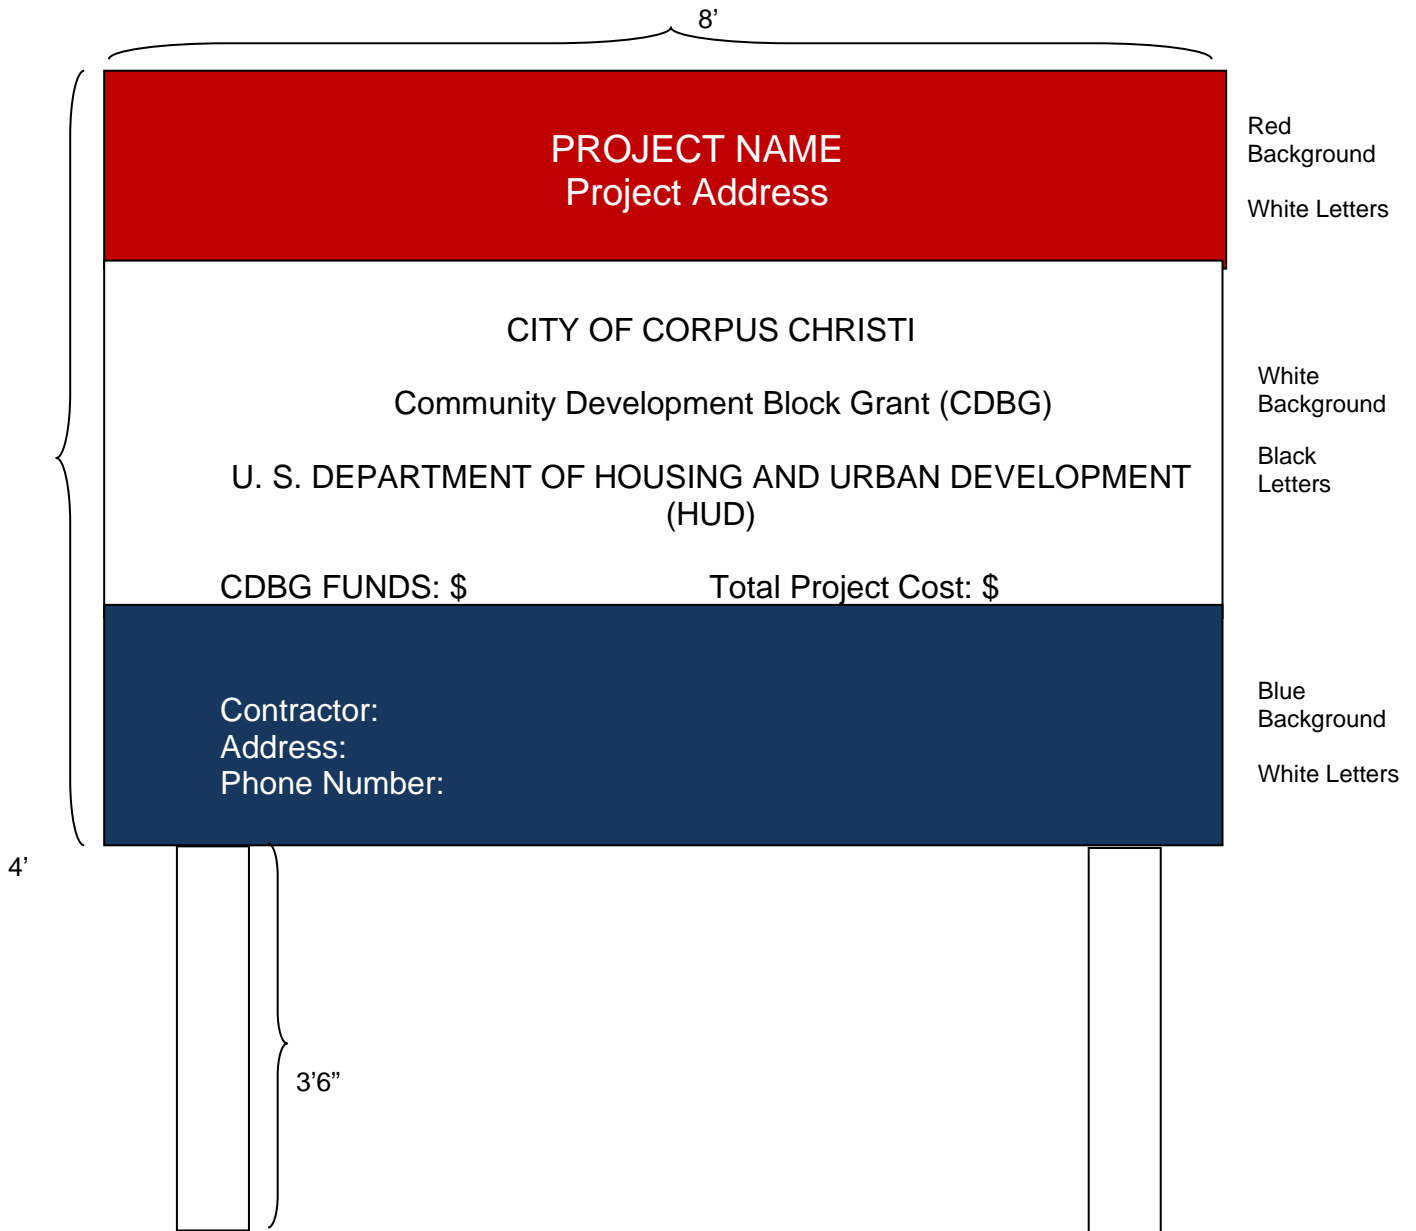 8’
PROJECT NAME
Project Address
Red
Background
White Letters
CITY OF CORPUS CHRISTI
Community Development Block Grant (CDBG)
U. S. DEPARTMENT OF HOUSING AND URBAN DEVELOPMENT
(HUD)
CDBG FUNDS: $ Total Project Cost: $
White
Background
Black
Letters
Contractor:
Address:
Phone Number:
Blue
Background
White Letters
4’
3’6”